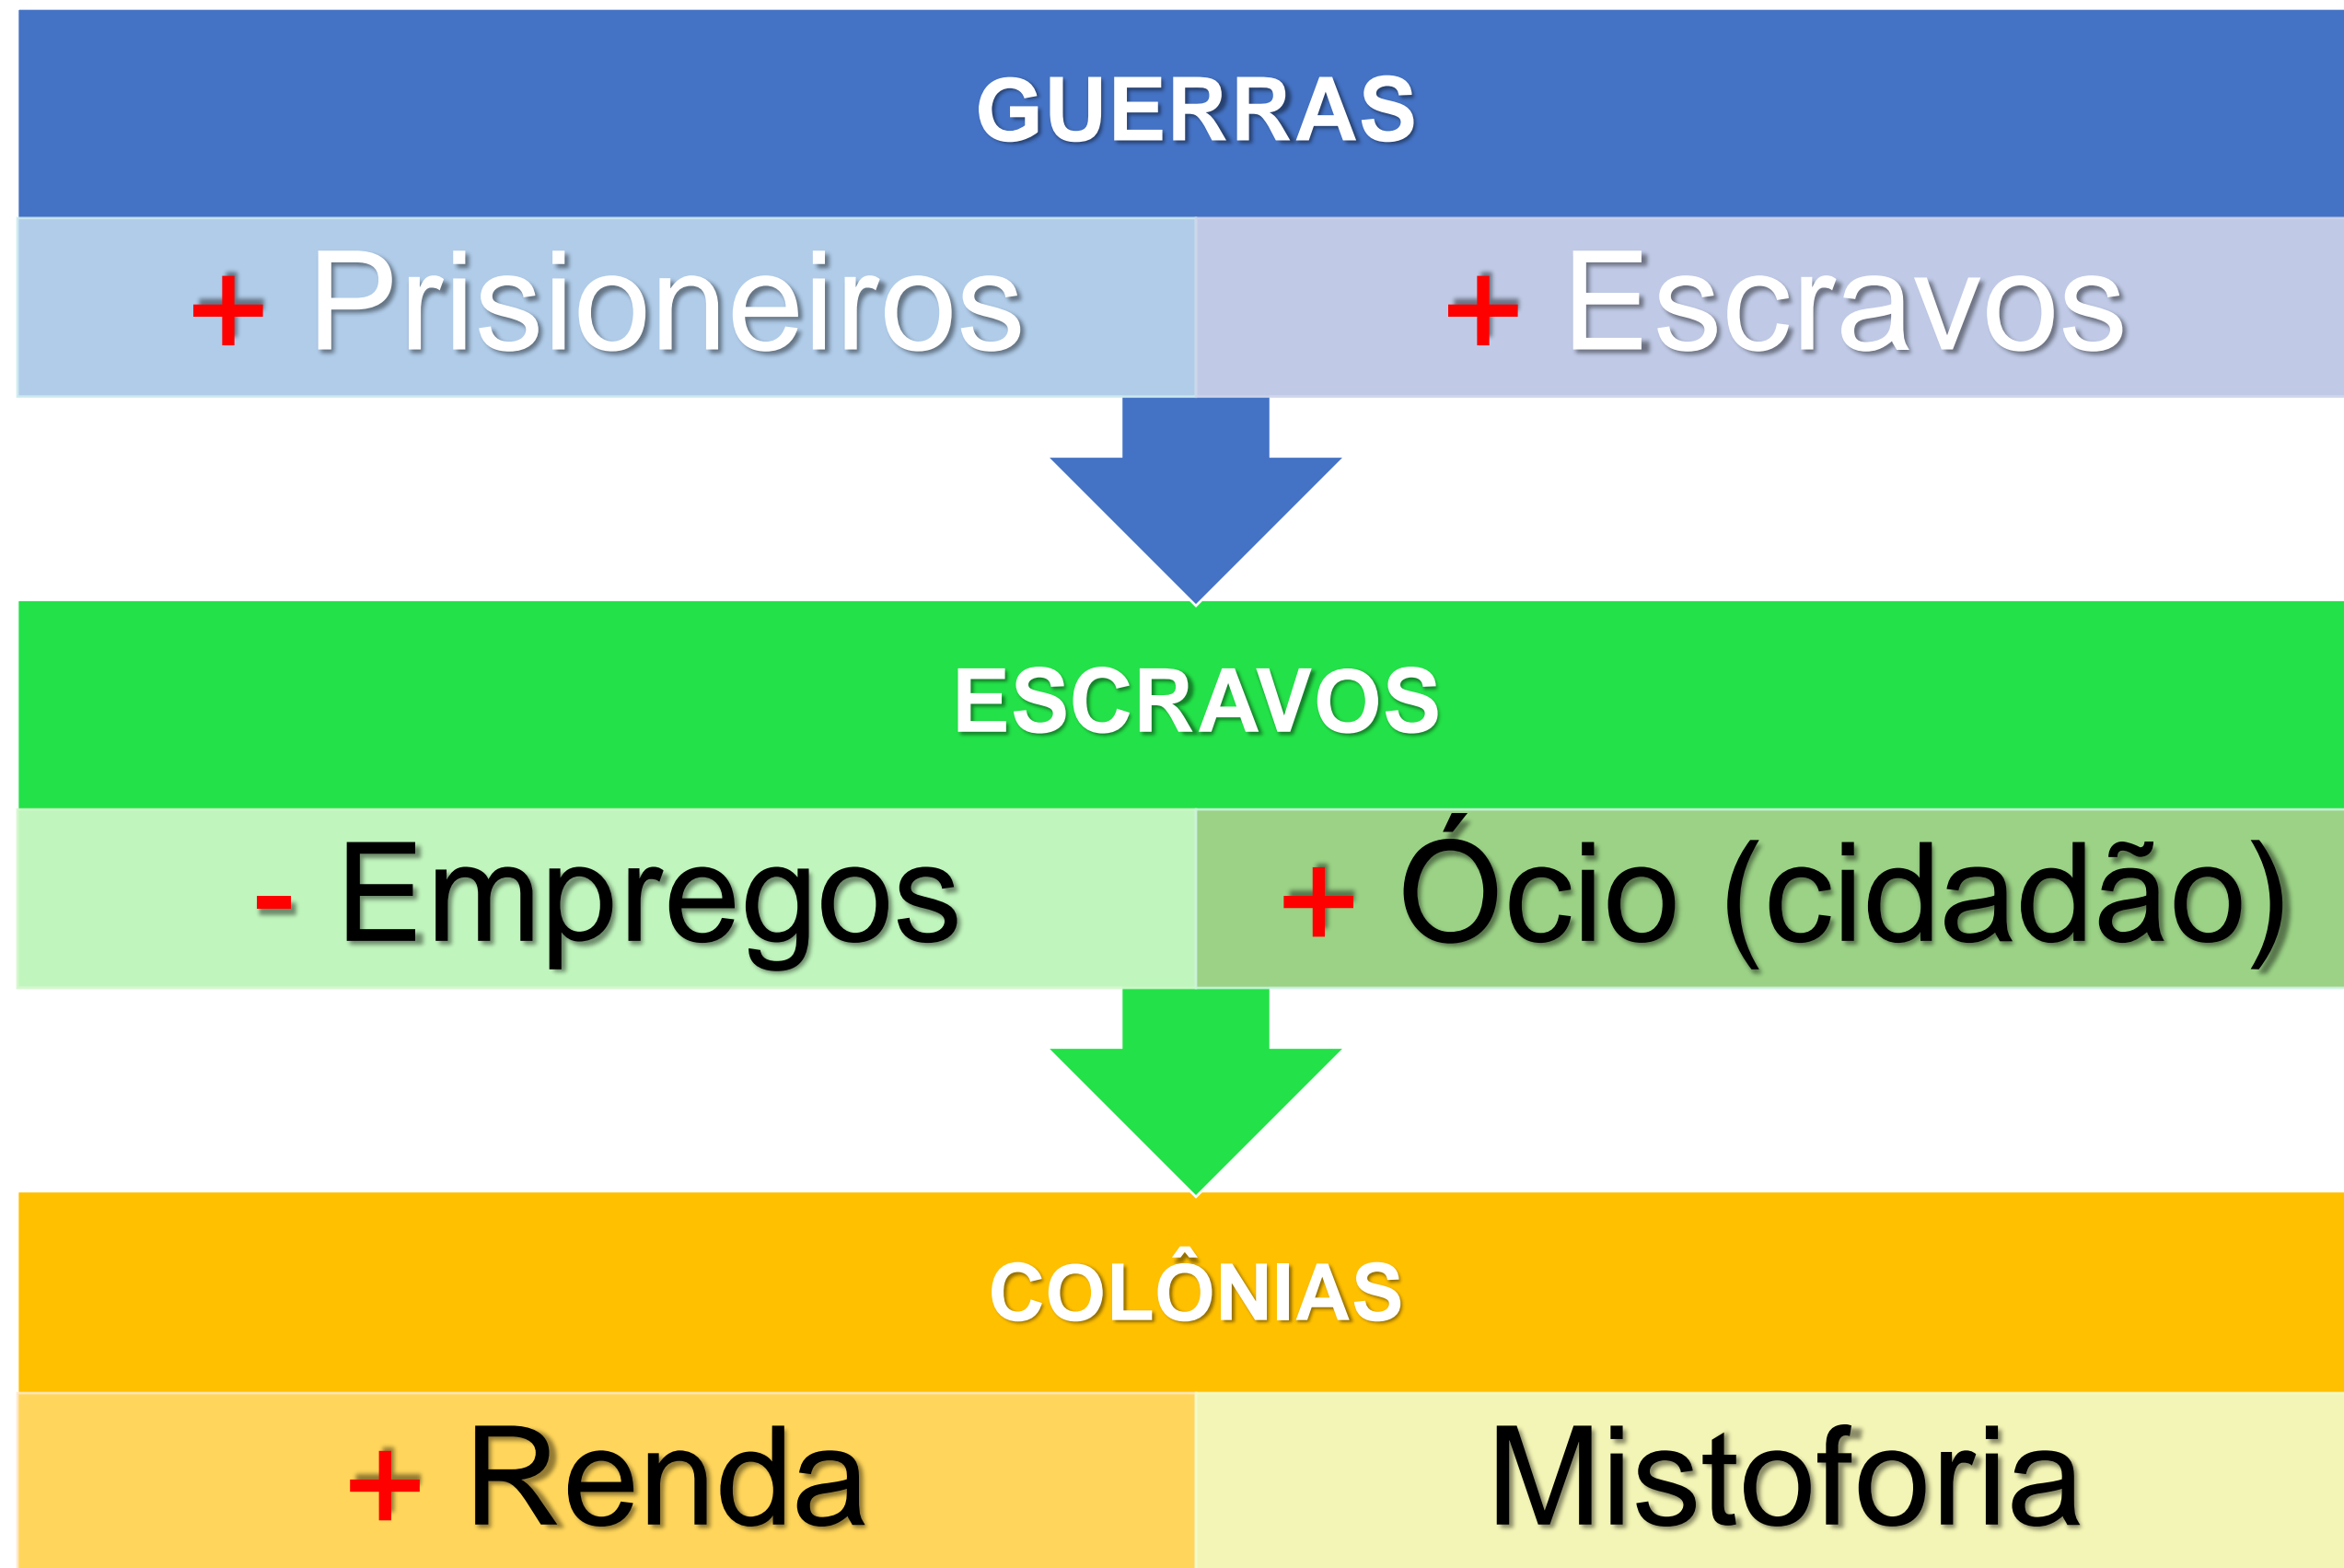 GUERRAS
+ Prisioneiros
+ Escravos
ESCRAVOS
- Empregos
+ Ócio (cidadão)
COLÔNIAS
+ Renda
Mistoforia